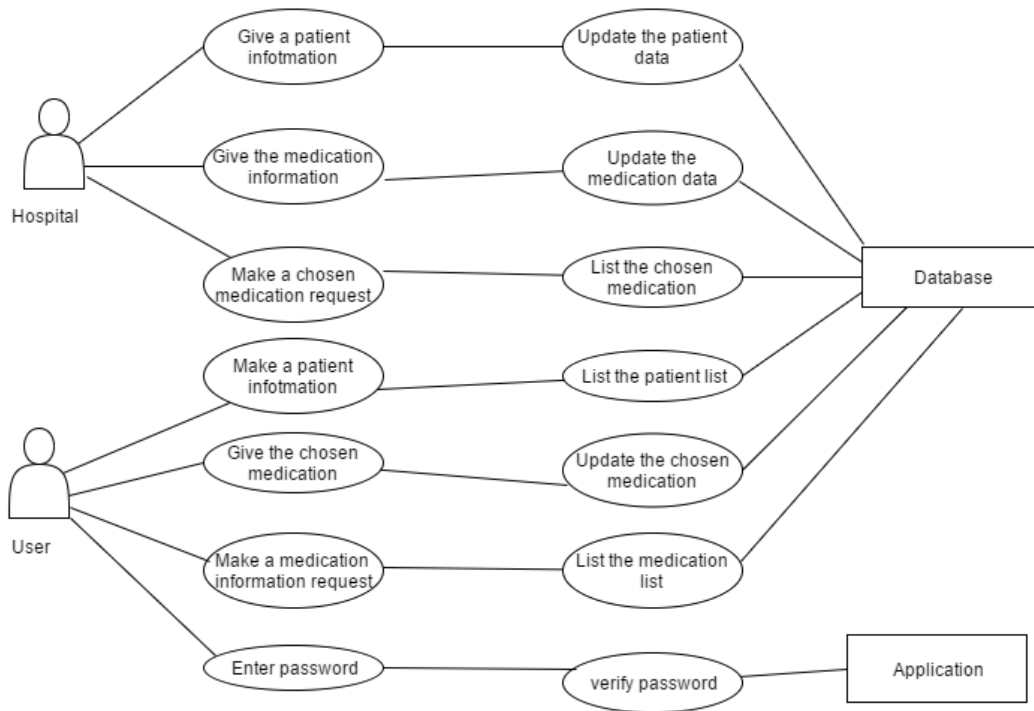 Give a patient
infotmation
Update the patient
data
Give the medication
information
Update the
medication data
Hospital
Make a chosen
medication request
List the chosen
medication
Database
Make a patient
infotmation
List the patient list
Give the chosen
medication
Update the chosen
medication
User
Make a medication
information request
List the medication
list
Enter password
verify password
Application